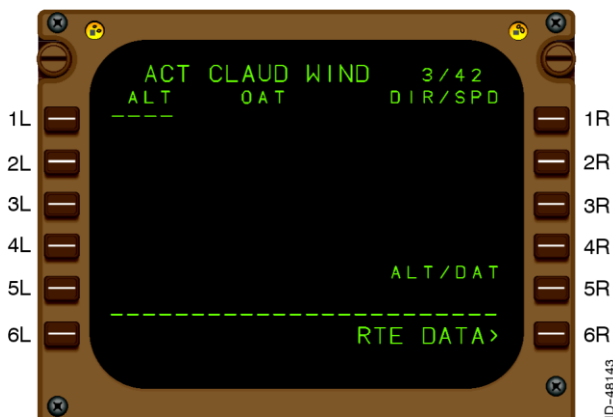 ACT CLAUD WIND 3/42
ALT OAT DIR/SPD
----
1L 1R
2L 2R
3L 3R
4L 4R
ALT/DAT
5L 5R
--------------------------
6L RTE DATA> 6R
D-48143